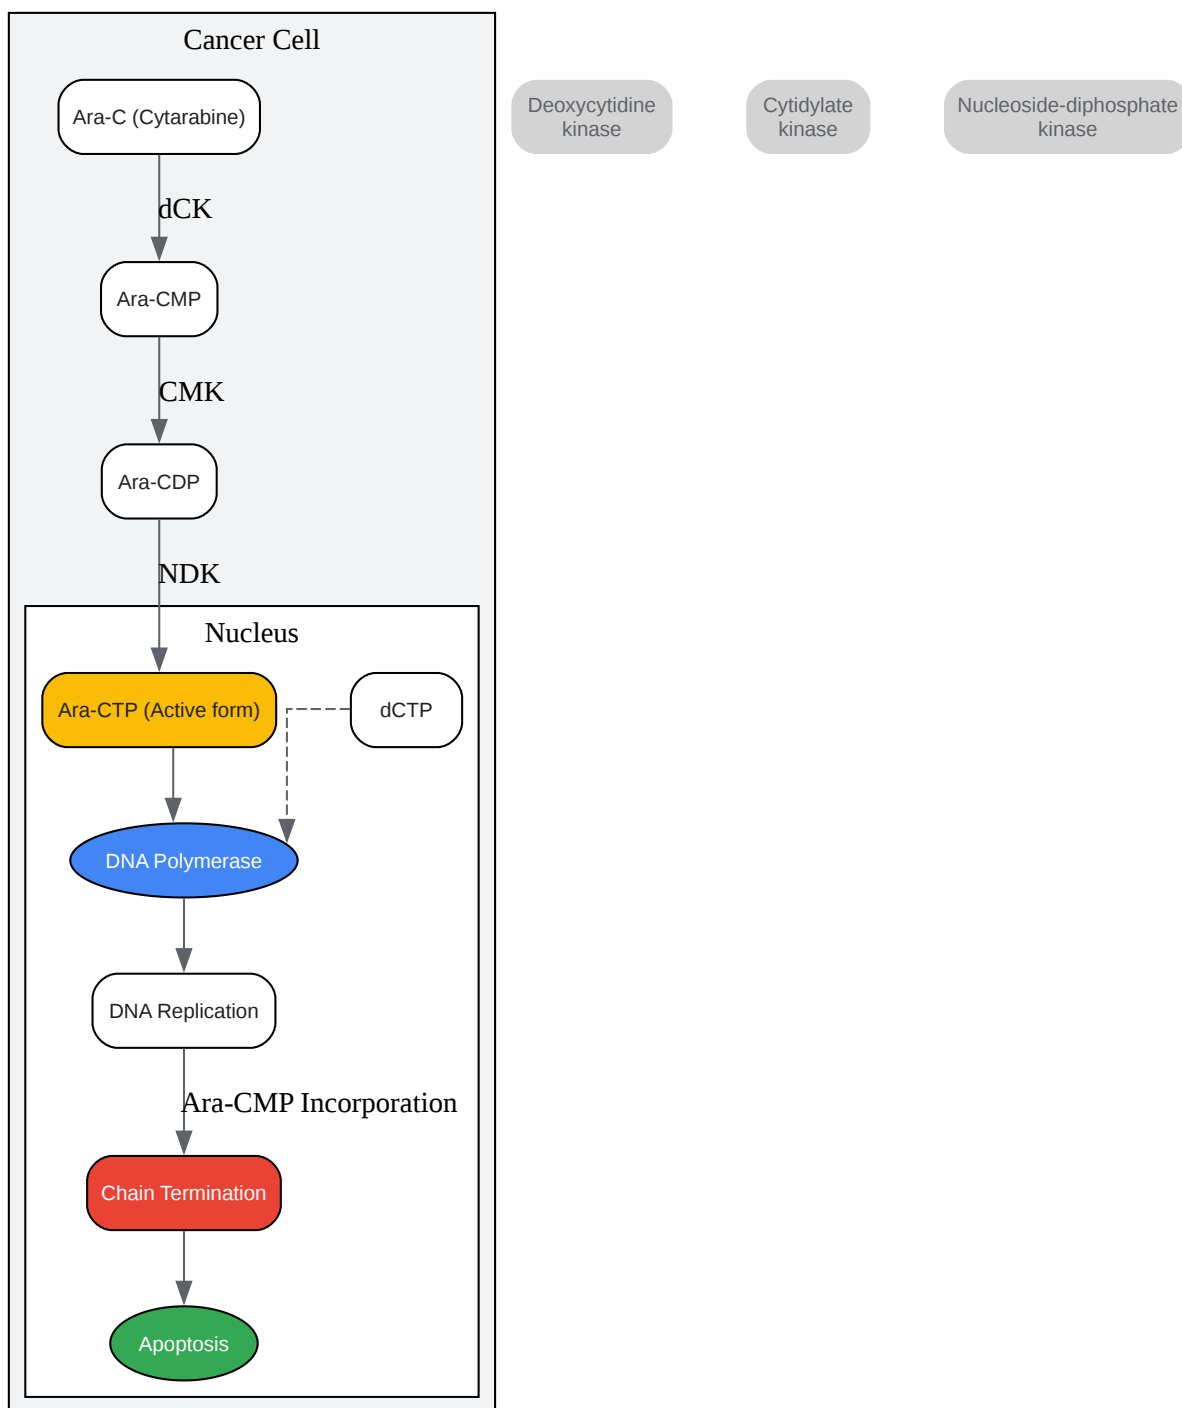 Cancer Cell
Ara-C (Cytarabine)
Deoxycytidine
kinase
Cytidylate
kinase
Nucleoside-diphosphate
kinase
dCK
Ara-CMP
CMK
Ara-CDP
NDK
Nucleus
Ara-CTP (Active form)
dCTP
DNA Polymerase
DNA Replication
Ara-CMP Incorporation
Chain Termination
Apoptosis